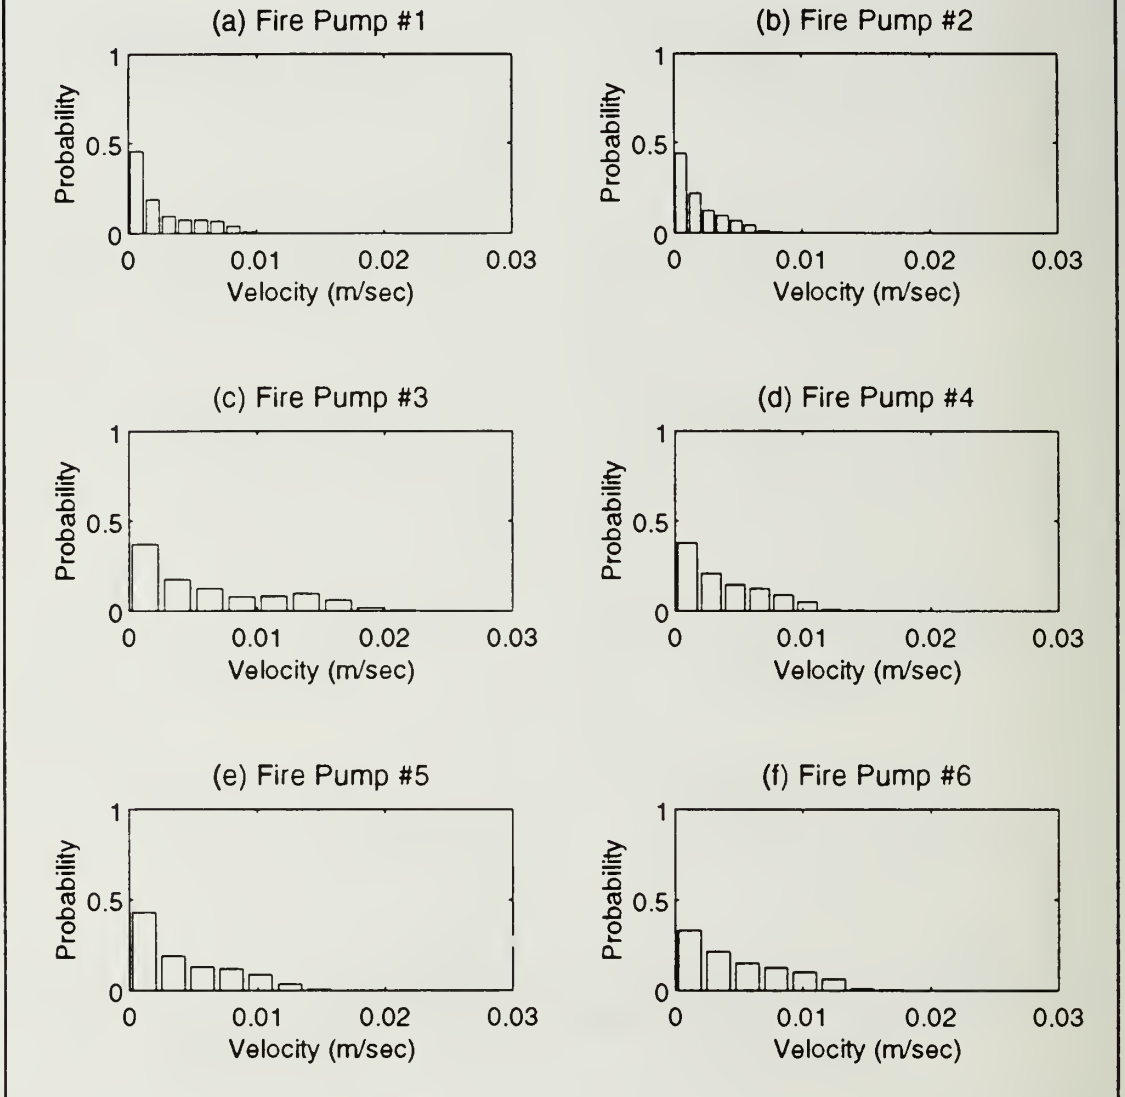 (a) Fire Pump #1
1
0.5
0
Probability
0 0.01 0.02 0.03
Velocity (m/sec)
(b) Fire Pump #2
1
0.5
0
Probability
0 0.01 0.02 0.03
Velocity (m/sec)
(c) Fire Pump #3
1
0.5
0
Probability
0 0.01 0.02 0.03
Velocity (m/sec)
(d) Fire Pump #4
1
0.5
0
Probability
0 0.01 0.02 0.03
Velocity (m/sec)
(e) Fire Pump #5
1
0.5
0
Probability
0 0.01 0.02 0.03
Velocity (m/sec)
(f) Fire Pump #6
1
0.5
0
Probability
0 0.01 0.02 0.03
Velocity (m/sec)